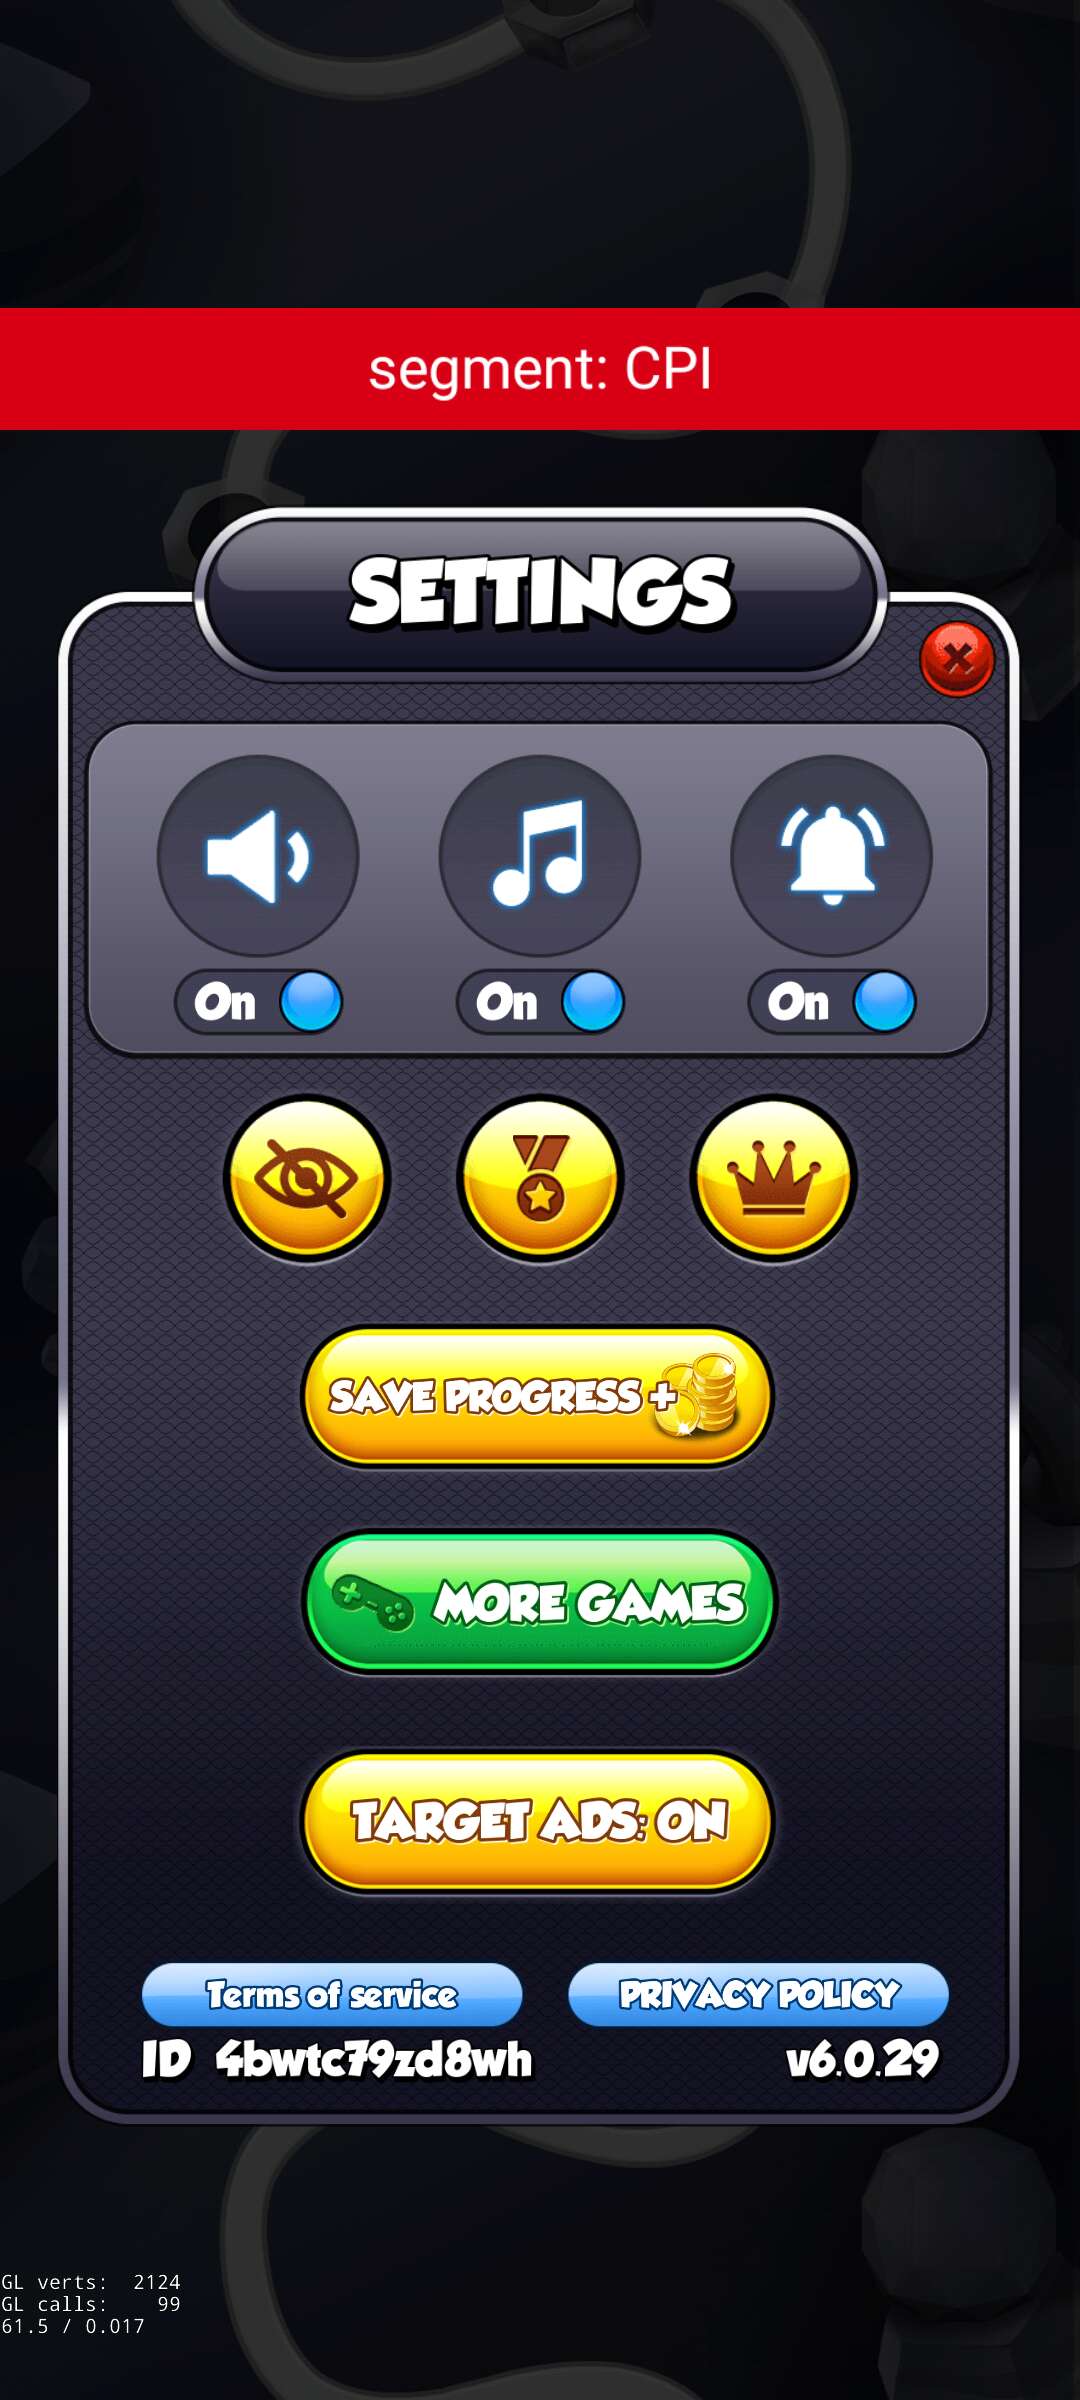 segment: CPI
SETTINGS
On On On
SAVE PROGRESS +
MORE GAMES
TARGET ADS: ON
Terms of service PRIVACY POLICY
ID 4bwtc79zd8wh v6.0.29
GL verts: 2124
GL calls: 99
61.5 / 0.017